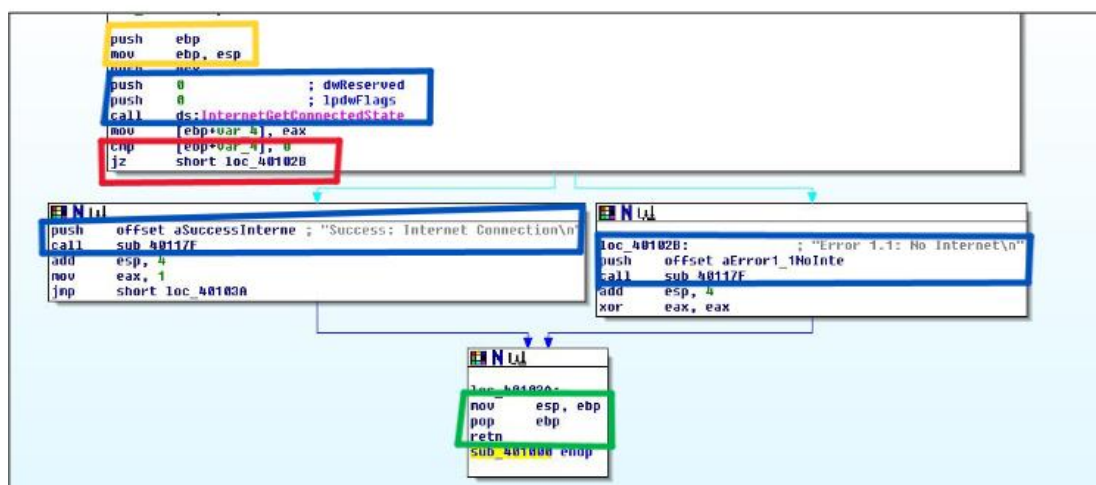 push ebp
mov ebp, esp
push ecx
push 0 ; dwReserved
push 0 ; lpdwFlags
call ds:InternetGetConnectedState
mov [ebp+var_4], eax
cmp [ebp+var_4], 0
jz short loc_40102B
push offset aSuccessInterne ; "Success: Internet Connection\n"
call sub_40117F
add esp, 4
mov eax, 1
jmp short loc_40103A
loc_40102B: ; "Error 1.1: No Internet\n"
push offset aError1_1NoInte
call sub_40117F
add esp, 4
xor eax, eax
loc_40103A:
mov esp, ebp
pop ebp
retn
sub_401000 endp